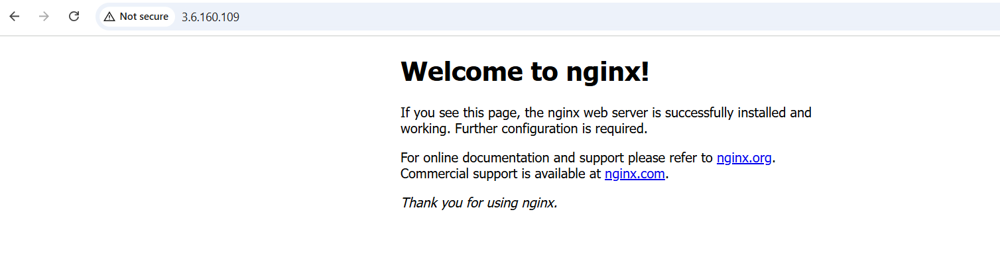 Not secure 3.6.160.109
Welcome to nginx!
If you see this page, the nginx web server is successfully installed and
working. Further configuration is required.
For online documentation and support please refer to nginx.org.
Commercial support is available at nginx.com.
Thank you for using nginx.